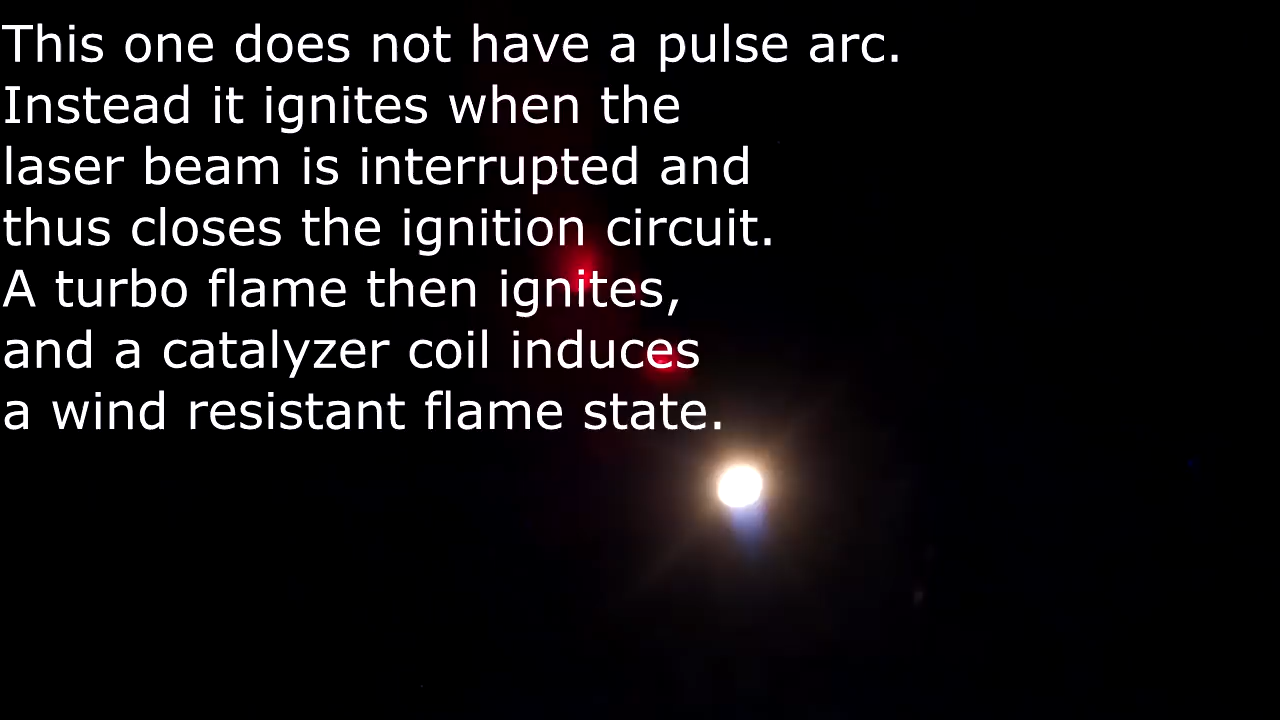 This one does not have a pulse arc.
Instead it ignites when the
laser beam is interrupted and
thus closes the ignition circuit.
A turbo flame then ignites,
and a catalyzer coil induces
a wind resistant flame state.